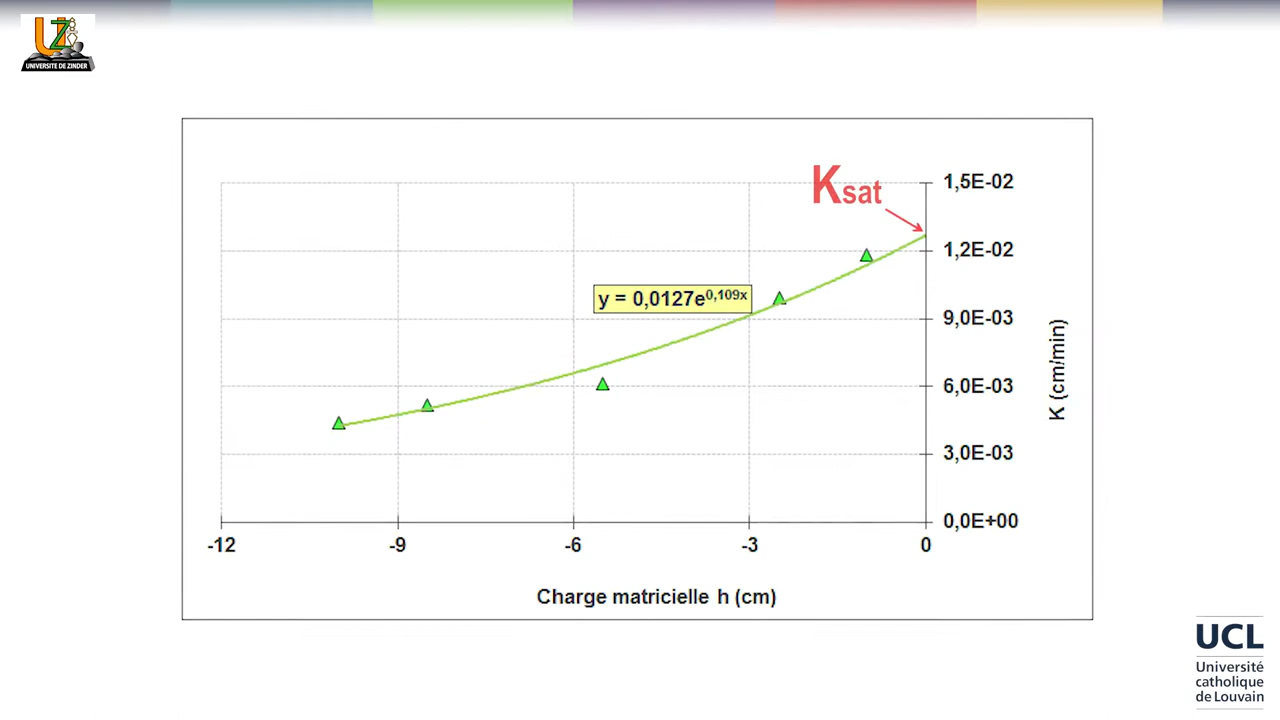 UZ
UNIVERSITE DE ZINDER
Ksat
1,5E-02
1,2E-02
y = 0,0127e0,109x
9,0E-03
6,0E-03
3,0E-03
0,0E+00
K (cm/min)
-12 -9 -6 -3 0
Charge matricielle h (cm)
UCL
Université
catholique
de Louvain